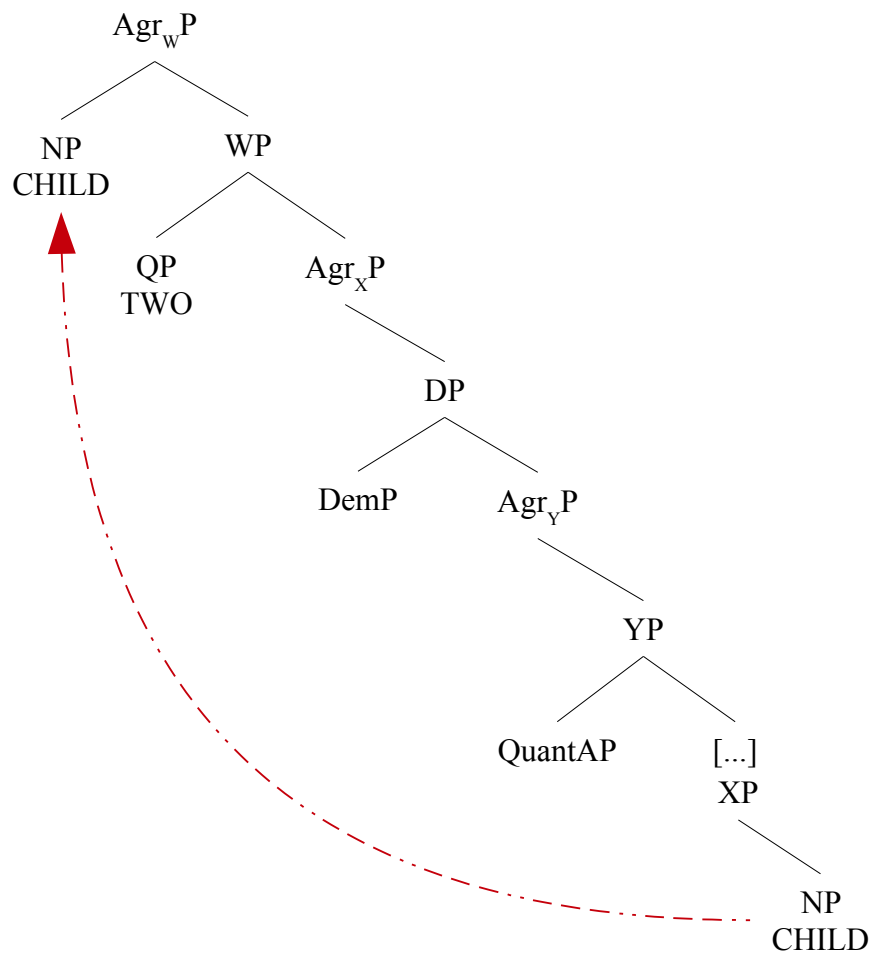 Agr_WP
NP WP
CHILD
QP Agr_XP
TWO
DP
DemP Agr_YP
YP
QuantAP [...]
XP
NP
CHILD